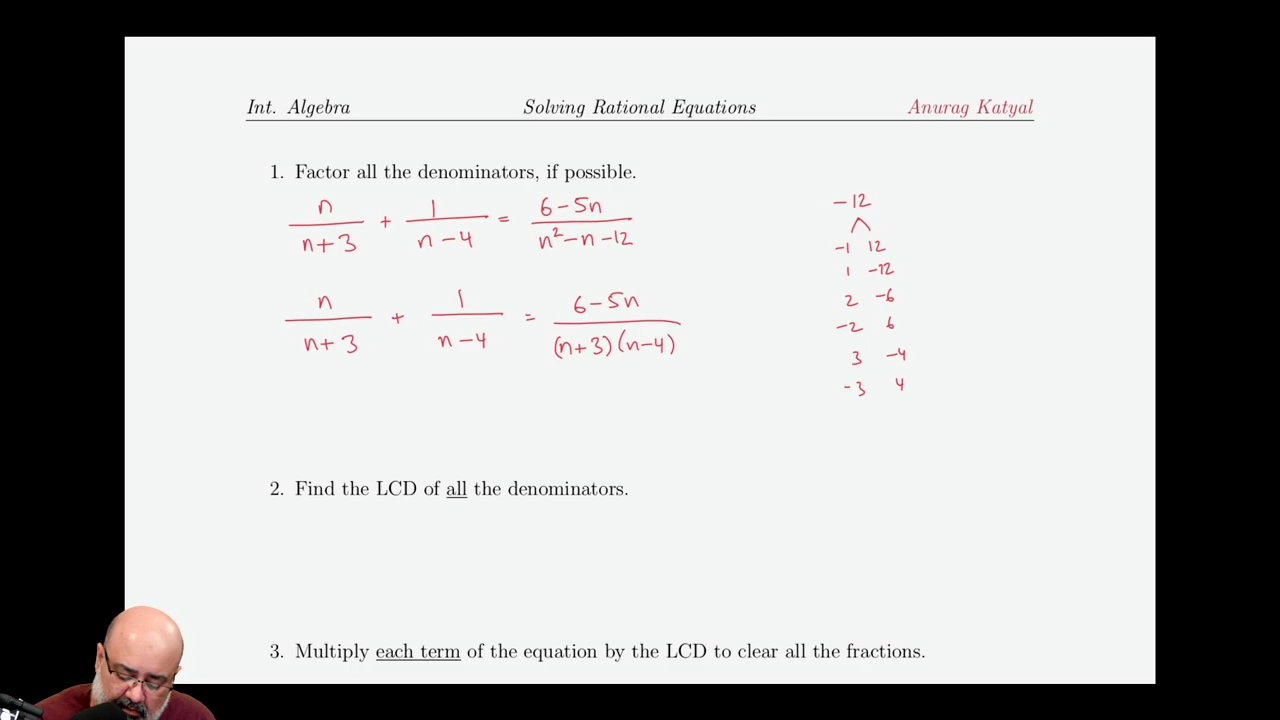 Int. Algebra Solving Rational Equations Anurag Katyal
1. Factor all the denominators, if possible.
n/(n+3) + 1/(n-4) = (6-5n)/(n²-n-12)
n/(n+3) + 1/(n-4) = (6-5n)/((n+3)(n-4))
-12
-1 12
1 -12
2 -6
-2 6
3 -4
-3 4
2. Find the LCD of all the denominators.
3. Multiply each term of the equation by the LCD to clear all the fractions.